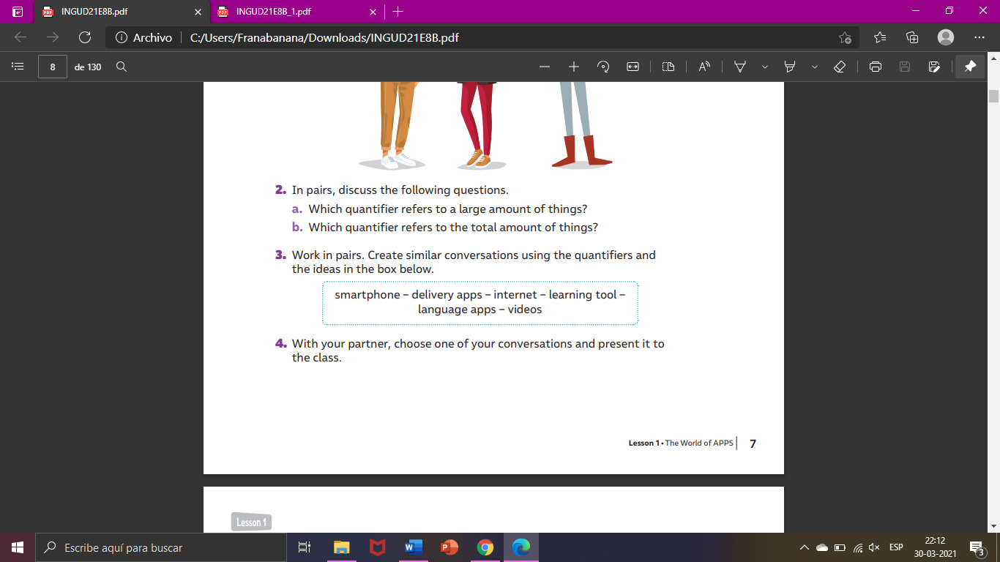 INGUD21E8B.pdf
INGUD21E8B_1.pdf
Archivo
C:/Users/Franabanana/Downloads/INGUD21E8B.pdf
8
de 130
2. In pairs, discuss the following questions.
a. Which quantifier refers to a large amount of things?
b. Which quantifier refers to the total amount of things?
3. Work in pairs. Create similar conversations using the quantifiers and
the ideas in the box below.
smartphone – delivery apps – internet – learning tool –
language apps – videos
4. With your partner, choose one of your conversations and present it to
the class.
Lesson 1 • The World of APPS 7
Lesson 1
Escribe aquí para buscar
ESP
22:12
30-03-2021
3